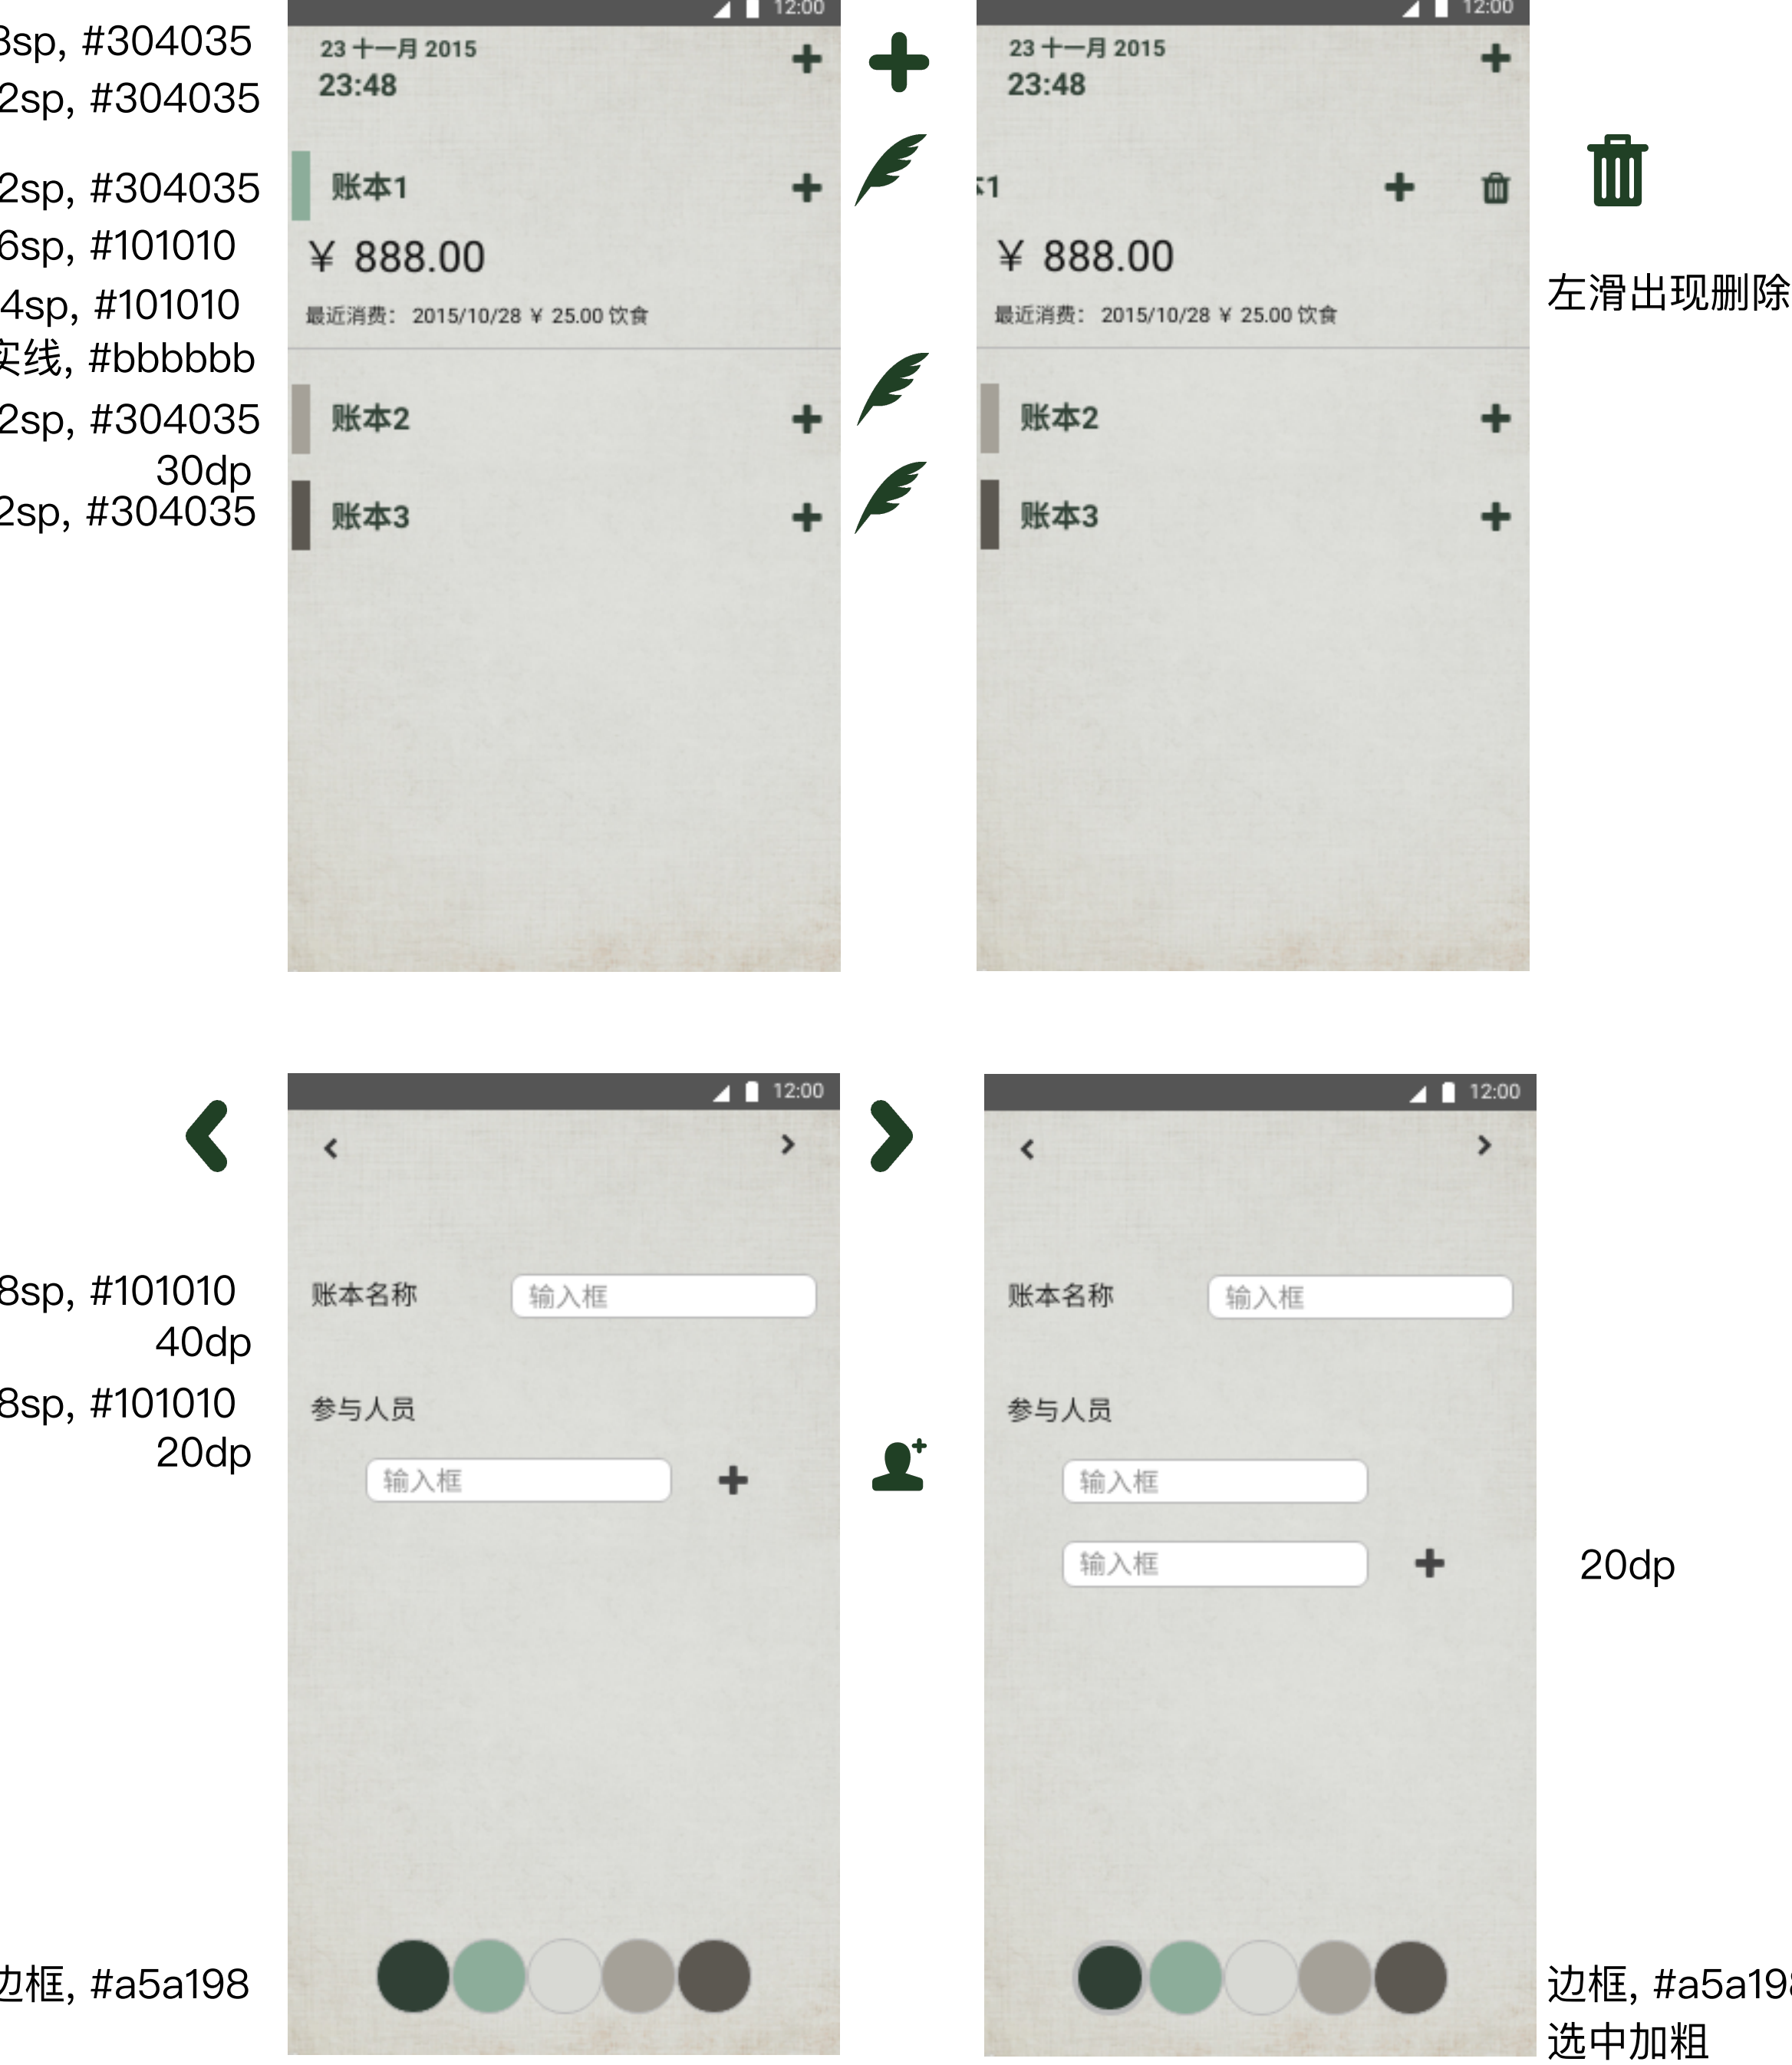 3sp, #304035
2sp, #304035
2sp, #304035
6sp, #101010
4sp, #101010
实线, #bbbbbb
2sp, #304035
30dp
2sp, #304035
12:00
23 十一月 2015
23:48
账本1
¥ 888.00
最近消费： 2015/10/28 ¥ 25.00 饮食
账本2
账本3
12:00
23 十一月 2015
23:48
1
¥ 888.00
最近消费： 2015/10/28 ¥ 25.00 饮食
账本2
账本3
左滑出现删除
8sp, #101010
40dp
8sp, #101010
20dp
边框, #a5a198
12:00
账本名称 输入框
参与人员
输入框
12:00
账本名称 输入框
参与人员
输入框
输入框
20dp
边框, #a5a198
选中加粗